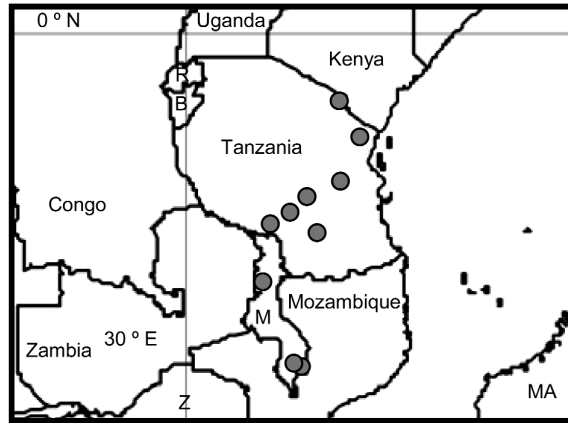 0 º N
Uganda
Kenya
R
B
Tanzania
Congo
Mozambique
M
30 º E
Zambia
Z
MA